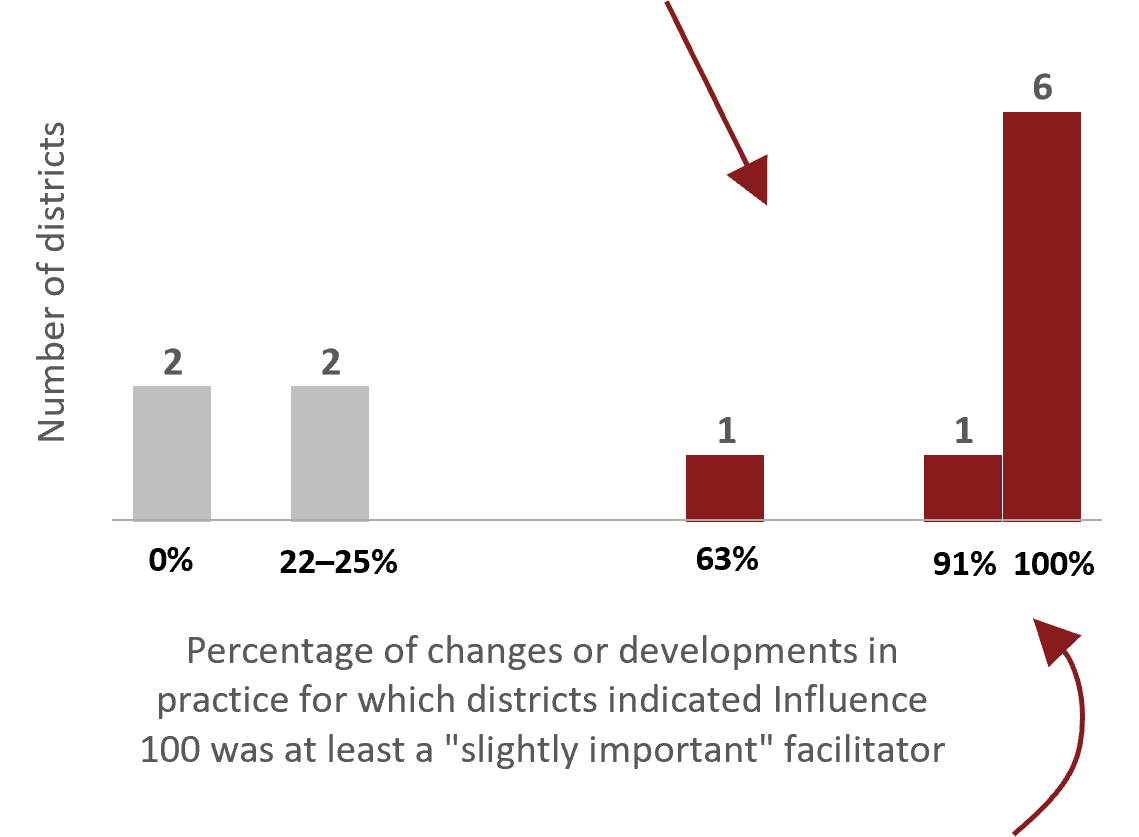 Number of districts
2
2
1
1
6
0%
22–25%
63%
91%
100%
Percentage of changes or developments in
practice for which districts indicated Influence
100 was at least a "slightly important" facilitator